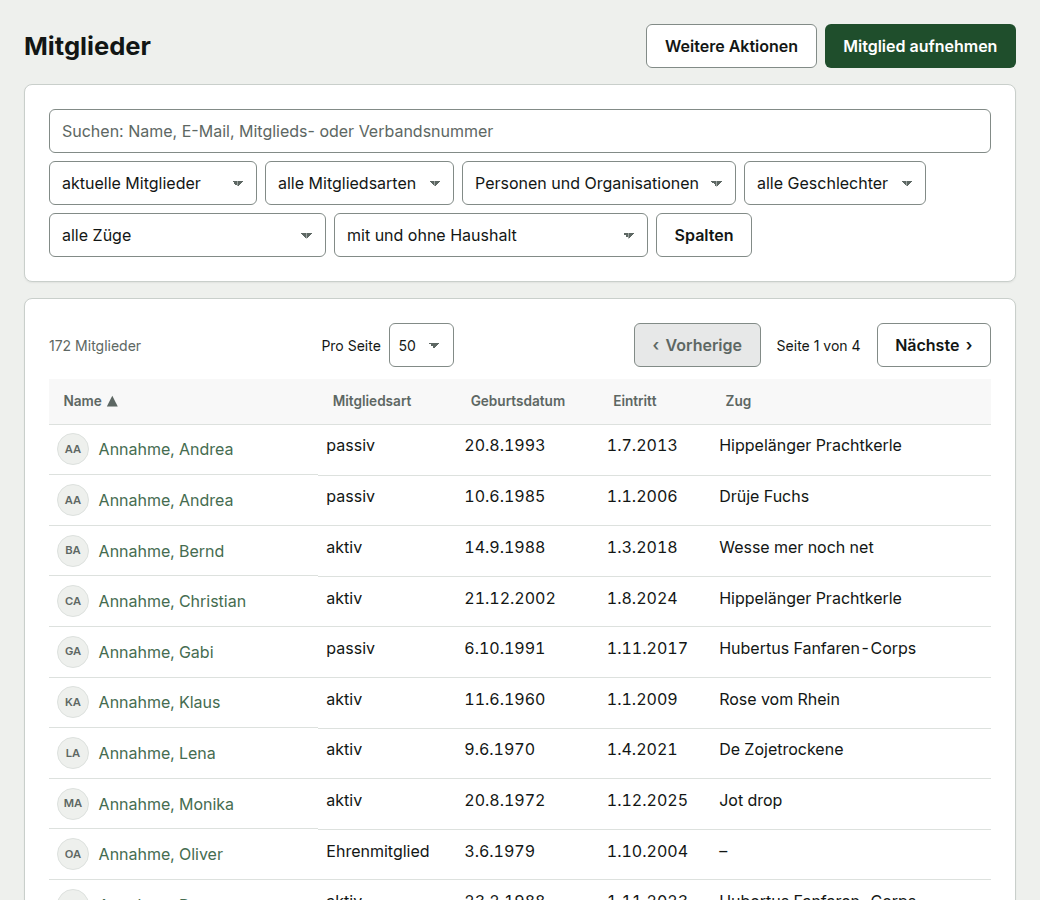 Mitglieder
Weitere Aktionen
Mitglied aufnehmen
Suchen: Name, E-Mail, Mitglieds- oder Verbandsnummer
aktuelle Mitglieder alle Mitgliedsarten Personen und Organisationen alle Geschlechter
alle Züge mit und ohne Haushalt Spalten
172 Mitglieder Pro Seite 50 ‹ Vorherige Seite 1 von 4 Nächste ›
Name ▲ Mitgliedsart Geburtsdatum Eintritt Zug
AA Annahme, Andrea passiv 20.8.1993 1.7.2013 Hippelänger Prachtkerle
AA Annahme, Andrea passiv 10.6.1985 1.1.2006 Drüje Fuchs
BA Annahme, Bernd aktiv 14.9.1988 1.3.2018 Wesse mer noch net
CA Annahme, Christian aktiv 21.12.2002 1.8.2024 Hippelänger Prachtkerle
GA Annahme, Gabi passiv 6.10.1991 1.11.2017 Hubertus Fanfaren-Corps
KA Annahme, Klaus aktiv 11.6.1960 1.1.2009 Rose vom Rhein
LA Annahme, Lena aktiv 9.6.1970 1.4.2021 De Zojetrockene
MA Annahme, Monika aktiv 20.8.1972 1.12.2025 Jot drop
OA Annahme, Oliver Ehrenmitglied 3.6.1979 1.10.2004 –